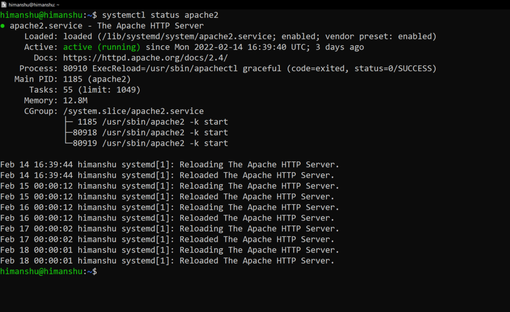 himanshu@himanshu: ~
himanshu@himanshu:~$ systemctl status apache2
● apache2.service - The Apache HTTP Server
Loaded: loaded (/lib/systemd/system/apache2.service; enabled; vendor preset: enabled)
Active: active (running) since Mon 2022-02-14 16:39:40 UTC; 3 days ago
Docs: https://httpd.apache.org/docs/2.4/
Process: 80910 ExecReload=/usr/sbin/apachectl graceful (code=exited, status=0/SUCCESS)
Main PID: 1185 (apache2)
Tasks: 55 (limit: 1049)
Memory: 12.8M
CGroup: /system.slice/apache2.service
├─ 1185 /usr/sbin/apache2 -k start
├─80918 /usr/sbin/apache2 -k start
└─80919 /usr/sbin/apache2 -k start
Feb 14 16:39:44 himanshu systemd[1]: Reloading The Apache HTTP Server.
Feb 14 16:39:44 himanshu systemd[1]: Reloaded The Apache HTTP Server.
Feb 15 00:00:12 himanshu systemd[1]: Reloading The Apache HTTP Server.
Feb 15 00:00:12 himanshu systemd[1]: Reloaded The Apache HTTP Server.
Feb 16 00:00:12 himanshu systemd[1]: Reloading The Apache HTTP Server.
Feb 16 00:00:12 himanshu systemd[1]: Reloaded The Apache HTTP Server.
Feb 17 00:00:02 himanshu systemd[1]: Reloading The Apache HTTP Server.
Feb 17 00:00:02 himanshu systemd[1]: Reloaded The Apache HTTP Server.
Feb 18 00:00:01 himanshu systemd[1]: Reloading The Apache HTTP Server.
Feb 18 00:00:01 himanshu systemd[1]: Reloaded The Apache HTTP Server.
himanshu@himanshu:~$